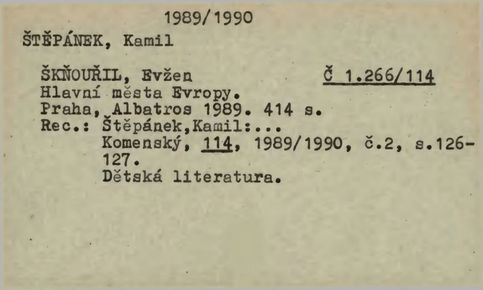 1989/1990
ŠTĚPÁNEK, Kamil
ŠKŇOUŘIL, Evžen Č 1.266/114
Hlavní města Evropy.
Praha, Albatros 1989. 414 s.
Rec.: Štěpánek,Kamil:...
Komenský, 114, 1989/1990, č.2, s.126-
127.
Dětská literatura.